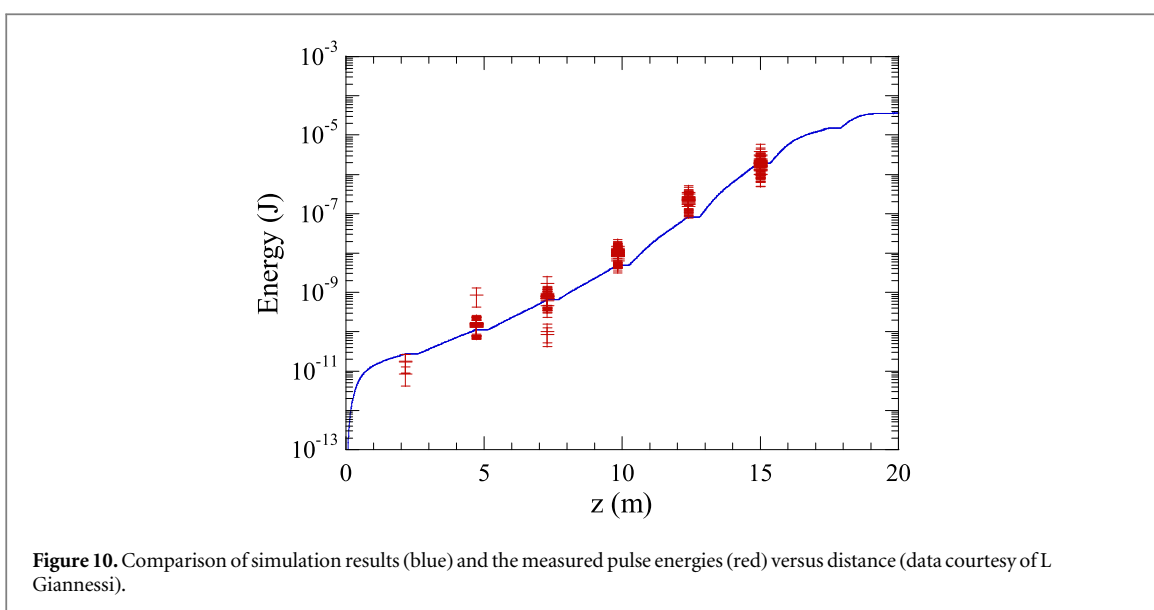 10⁻³
10⁻⁵
10⁻⁷
10⁻⁹
10⁻¹¹
10⁻¹³
Energy (J)
0 5 10 15 20
z (m)
Figure 10. Comparison of simulation results (blue) and the measured pulse energies (red) versus distance (data courtesy of L
Giannessi).